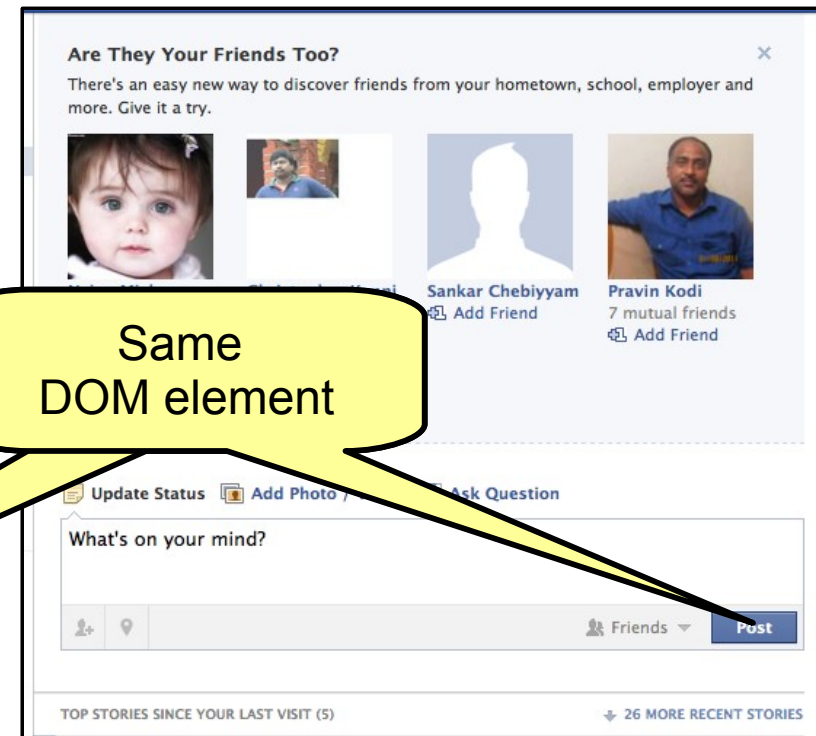 Are They Your Friends Too?
There's an easy new way to discover friends from your hometown, school, employer and
more. Give it a try.
Sankar Chebiyyam
Add Friend
Pravin Kodi
7 mutual friends
Add Friend
Same
DOM element
Update Status Add Photo / Ask Question
What's on your mind?
Friends Post
TOP STORIES SINCE YOUR LAST VISIT (5) 26 MORE RECENT STORIES